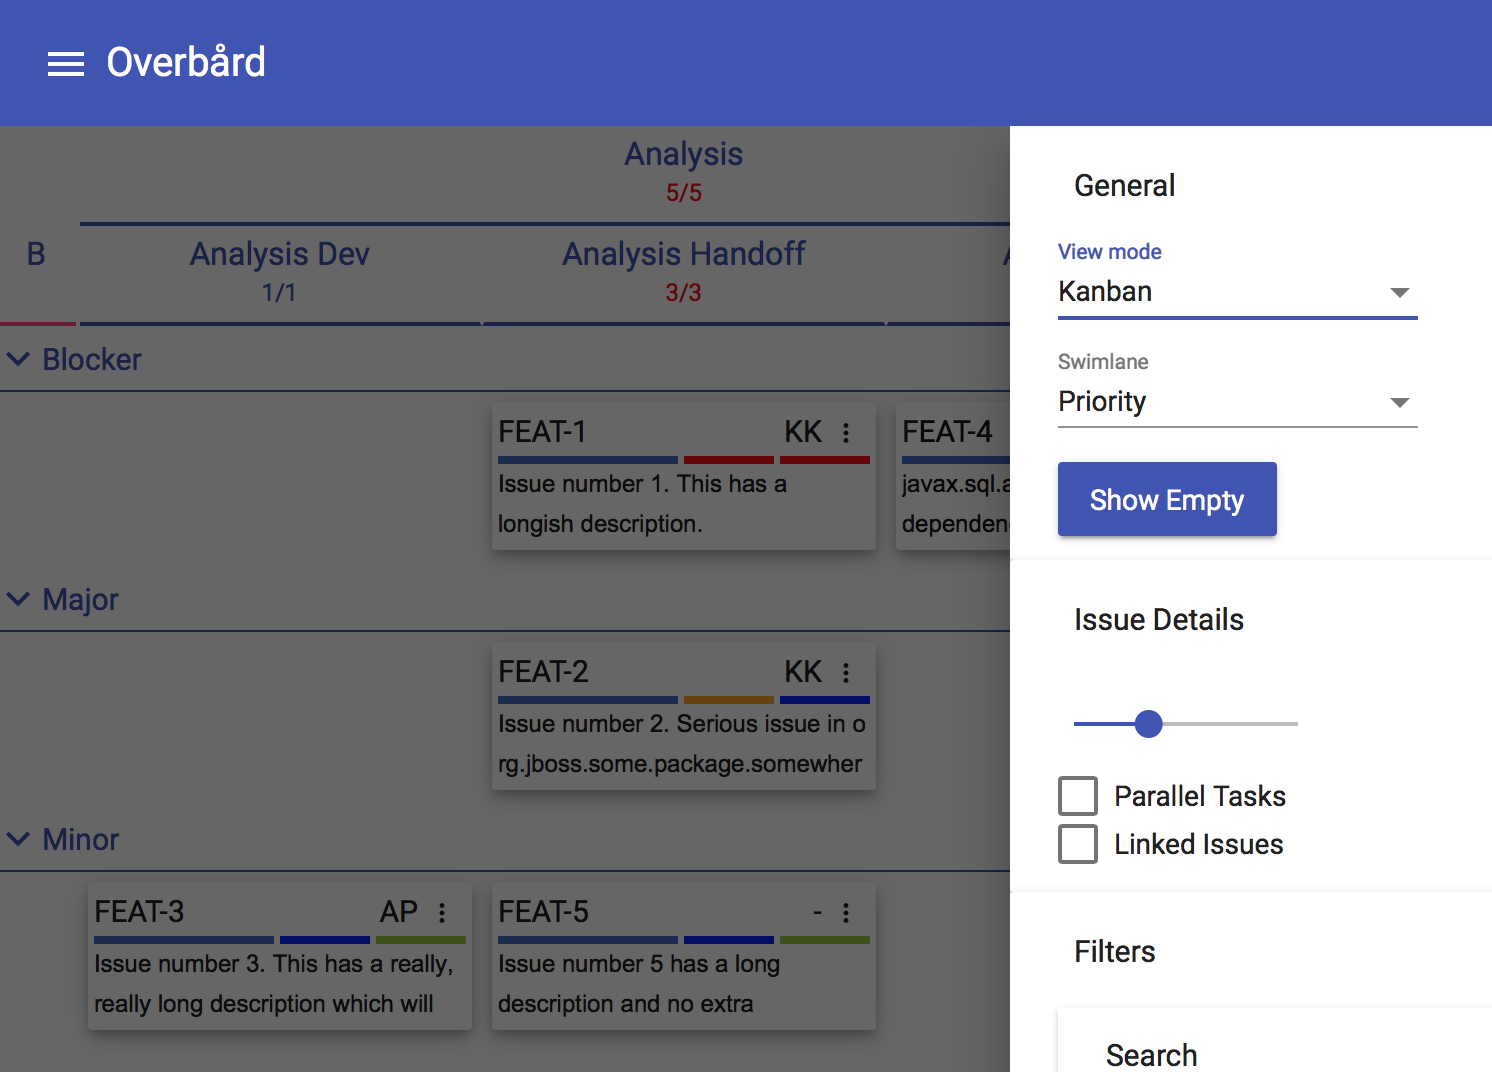 Overbård
Analysis
5/5
B
Analysis Dev
1/1
Analysis Handoff
3/3
Blocker
FEAT-1 KK
Issue number 1. This has a
longish description.
FEAT-4
javax.sql.a
dependen
Major
FEAT-2 KK
Issue number 2. Serious issue in o
rg.jboss.some.package.somewher
Minor
FEAT-3 AP
Issue number 3. This has a really,
really long description which will
FEAT-5 -
Issue number 5 has a long
description and no extra
General
View mode
Kanban
Swimlane
Priority
Show Empty
Issue Details
Parallel Tasks
Linked Issues
Filters
Search